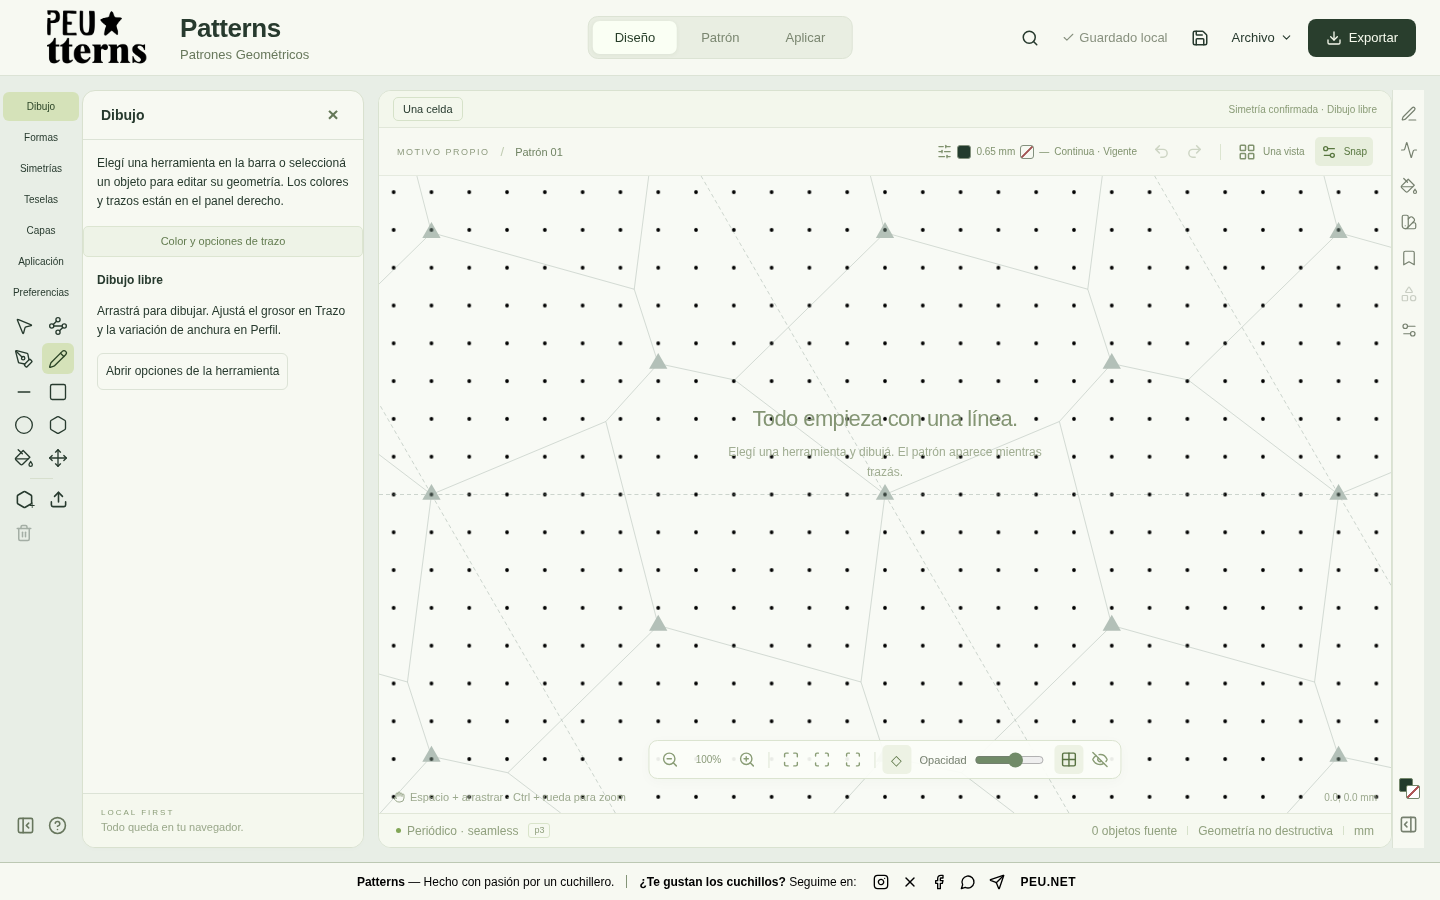 PEU
tterns
Patterns
Patrones Geométricos
Diseño
Patrón
Aplicar
Guardado local
Archivo
Exportar
Dibujo
Formas
Simetrías
Teselas
Capas
Aplicación
Preferencias
Dibujo
Elegí una herramienta en la barra o seleccioná
un objeto para editar su geometría. Los colores
y trazos están en el panel derecho.
Color y opciones de trazo
Dibujo libre
Arrastrá para dibujar. Ajustá el grosor en Trazo
y la variación de anchura en Perfil.
Abrir opciones de la herramienta
LOCAL FIRST
Todo queda en tu navegador.
Una celda
Simetría confirmada · Dibujo libre
MOTIVO PROPIO / Patrón 01
0.65 mm
— Continua · Vigente
Una vista
Snap
Todo empieza con una línea.
Elegí una herramienta y dibujá. El patrón aparece mientras
trazás.
100%
Opacidad
Espacio + arrastrar · Ctrl + rueda para zoom
0.0, 0.0 mm
Periódico · seamless
p3
0 objetos fuente
Geometría no destructiva
mm
Patterns — Hecho con pasión por un cuchillero.
¿Te gustan los cuchillos? Seguime en:
PEU.NET